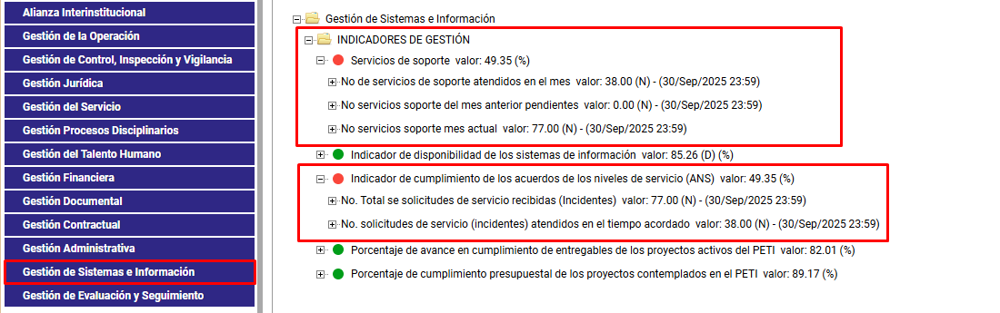 Alianza Interinstitucional
Gestión de la Operación
Gestión de Control, Inspección y Vigilancia
Gestión Jurídica
Gestión del Servicio
Gestión Procesos Disciplinarios
Gestión del Talento Humano
Gestión Financiera
Gestión Documental
Gestión Contractual
Gestión Administrativa
Gestión de Sistemas e Información
Gestión de Evaluación y Seguimiento
Gestión de Sistemas e Información
INDICADORES DE GESTIÓN
Servicios de soporte valor: 49.35 (%)
No de servicios de soporte atendidos en el mes valor: 38.00 (N) - (30/Sep/2025 23:59)
No servicios soporte del mes anterior pendientes valor: 0.00 (N) - (30/Sep/2025 23:59)
No servicios soporte mes actual valor: 77.00 (N) - (30/Sep/2025 23:59)
Indicador de disponibilidad de los sistemas de información valor: 85.26 (D) (%)
Indicador de cumplimiento de los acuerdos de los niveles de servicio (ANS) valor: 49.35 (%)
No. Total se solicitudes de servicio recibidas (Incidentes) valor: 77.00 (N) - (30/Sep/2025 23:59)
No. solicitudes de servicio (incidentes) atendidos en el tiempo acordado valor: 38.00 (N) - (30/Sep/2025 23:59)
Porcentaje de avance en cumplimiento de entregables de los proyectos activos del PETI valor: 82.01 (%)
Porcentaje de cumplimiento presupuestal de los proyectos contemplados en el PETI valor: 89.17 (%)